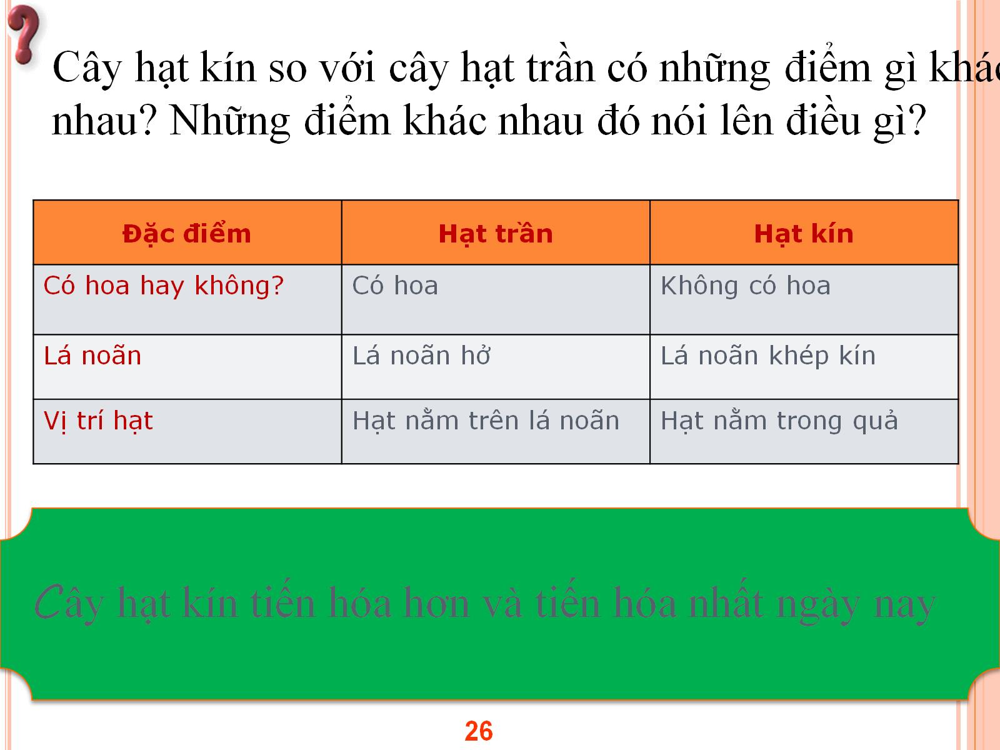 Cây hạt kín so với cây hạt trần có những điểm gì khác
nhau? Những điểm khác nhau đó nói lên điều gì?
Đặc điểm Hạt trần Hạt kín
Có hoa hay không? Có hoa Không có hoa
Lá noãn Lá noãn hở Lá noãn khép kín
Vị trí hạt Hạt nằm trên lá noãn Hạt nằm trong quả
Cây hạt kín tiến hóa hơn và tiến hóa nhất ngày nay
26